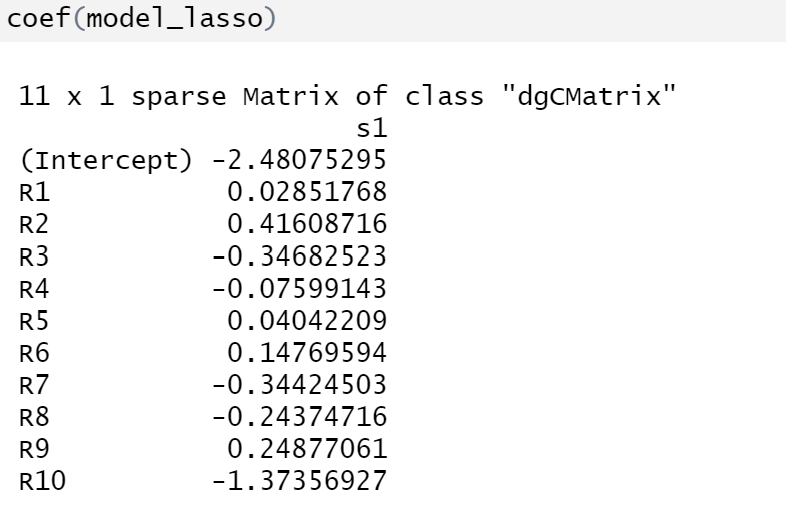 coef(model_lasso)
11 x 1 sparse Matrix of class "dgCMatrix"
s1
(Intercept) -2.48075295
R1 0.02851768
R2 0.41608716
R3 -0.34682523
R4 -0.07599143
R5 0.04042209
R6 0.14769594
R7 -0.34424503
R8 -0.24374716
R9 0.24877061
R10 -1.37356927